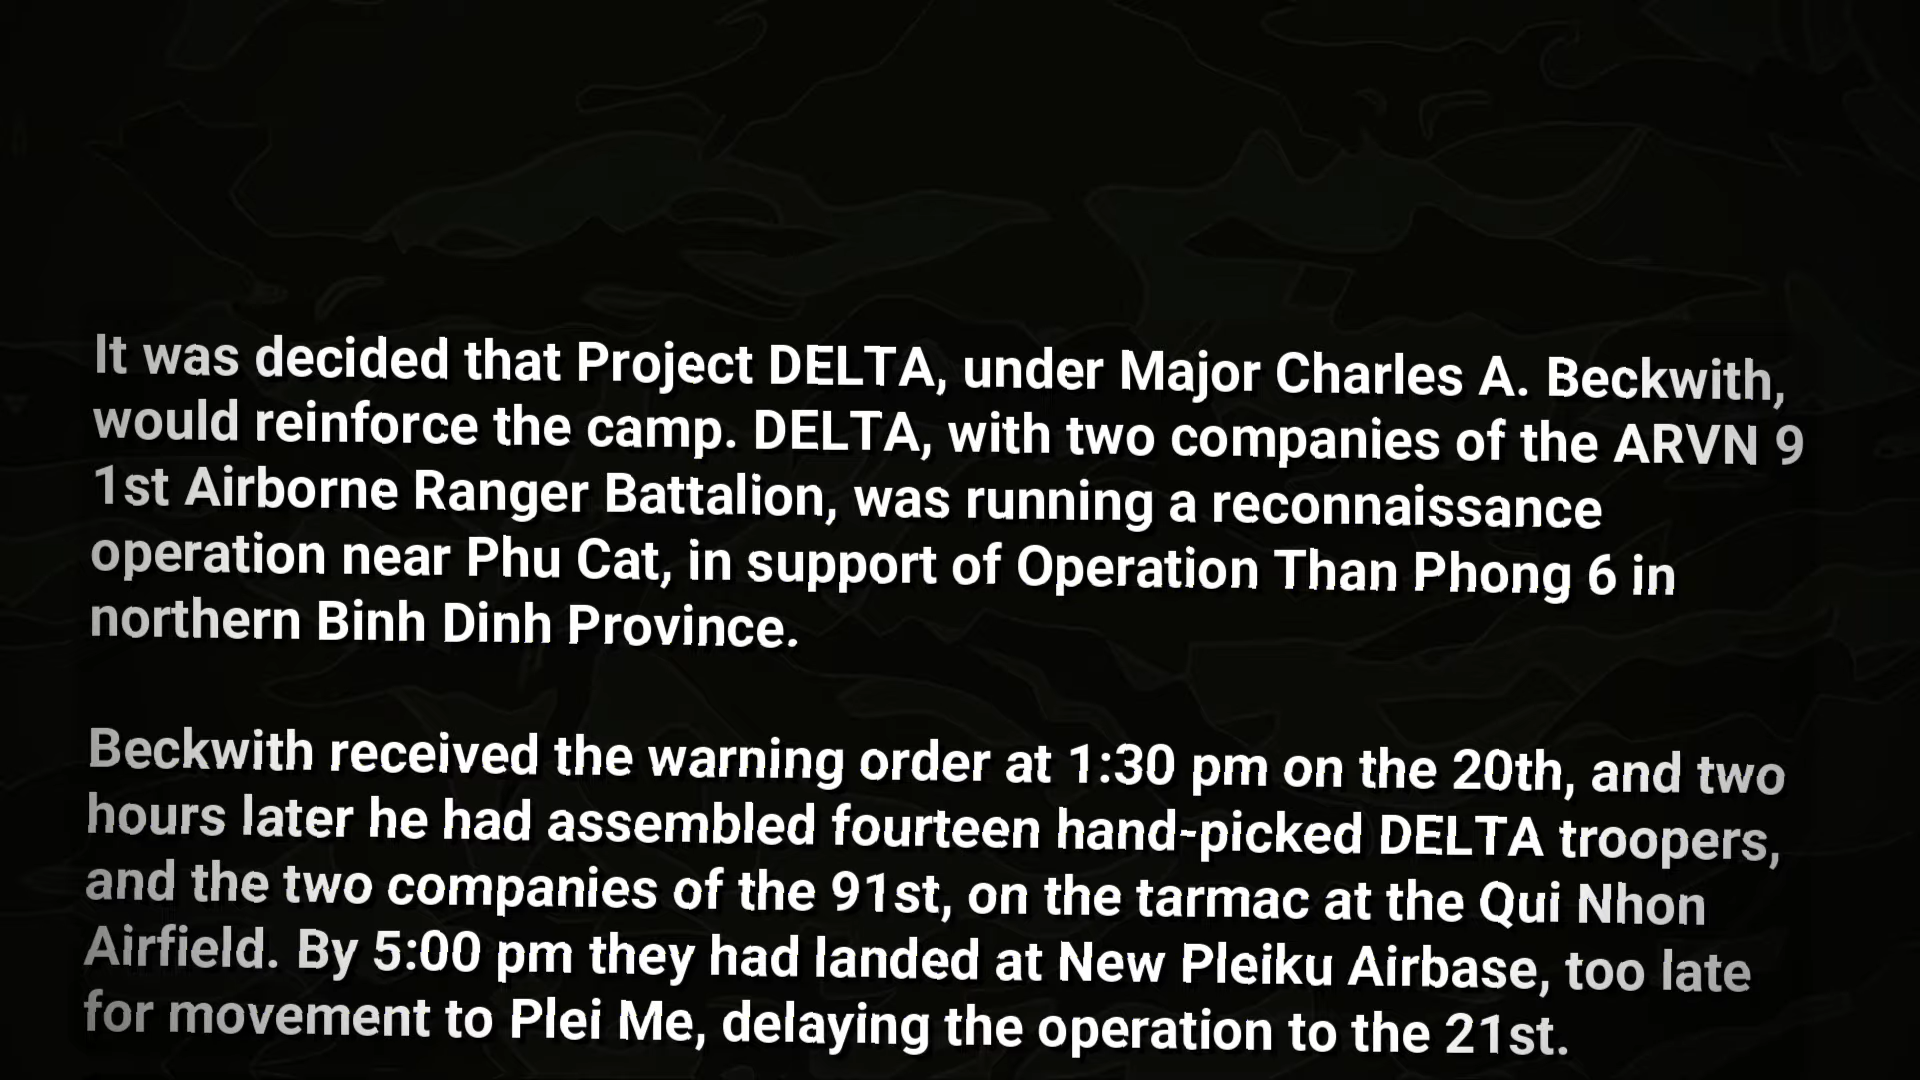 It was decided that Project DELTA, under Major Charles A. Beckwith,
would reinforce the camp. DELTA, with two companies of the ARVN 9
1st Airborne Ranger Battalion, was running a reconnaissance
operation near Phu Cat, in support of Operation Than Phong 6 in
northern Binh Dinh Province.
Beckwith received the warning order at 1:30 pm on the 20th, and two
hours later he had assembled fourteen hand-picked DELTA troopers,
and the two companies of the 91st, on the tarmac at the Qui Nhon
Airfield. By 5:00 pm they had landed at New Pleiku Airbase, too late
for movement to Plei Me, delaying the operation to the 21st.